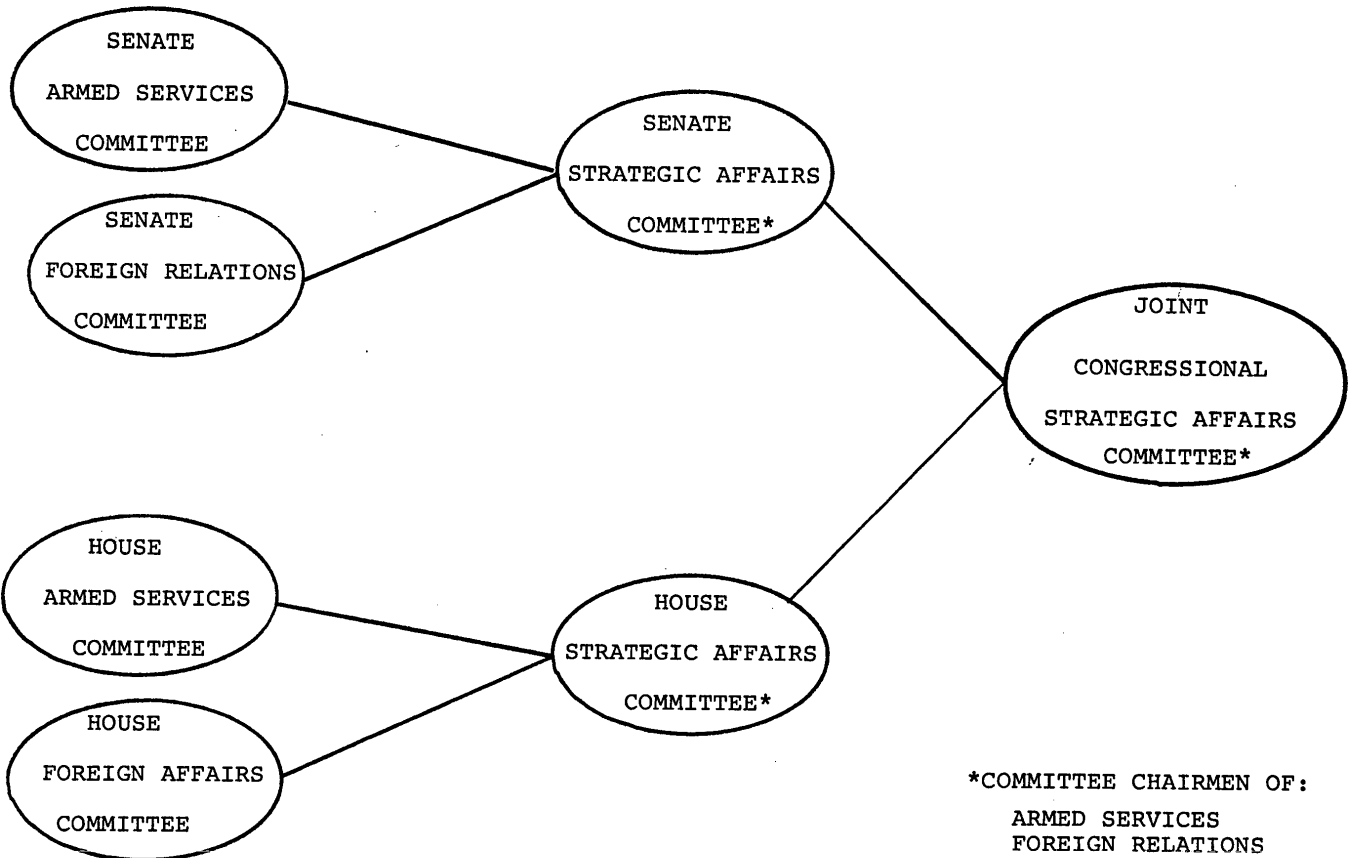 SENATE
ARMED SERVICES
COMMITTEE
SENATE
FOREIGN RELATIONS
COMMITTEE
SENATE
STRATEGIC AFFAIRS
COMMITTEE*
JOINT
CONGRESSIONAL
STRATEGIC AFFAIRS
COMMITTEE*
HOUSE
ARMED SERVICES
COMMITTEE
HOUSE
FOREIGN AFFAIRS
COMMITTEE
HOUSE
STRATEGIC AFFAIRS
COMMITTEE*
*COMMITTEE CHAIRMEN OF:
ARMED SERVICES
FOREIGN RELATIONS